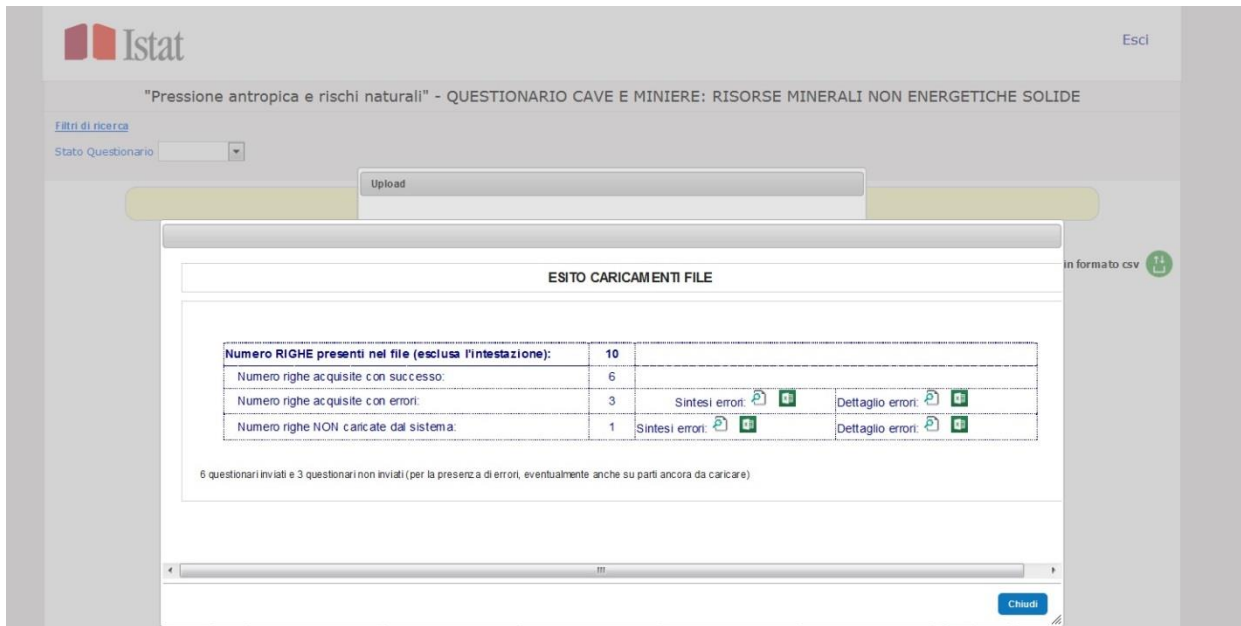 Istat
Esci
"Pressione antropica e rischi naturali" - QUESTIONARIO CAVE E MINIERE: RISORSE MINERALI NON ENERGETICHE SOLIDE
Filtri di ricerca
Stato Questionario
Upload
in formato csv
ESITO CARICAMENTI FILE
Numero RIGHE presenti nel file (esclusa l'intestazione): 10
Numero righe acquisite con successo: 6
Numero righe acquisite con errori: 3 Sintesi errori: Dettaglio errori:
Numero righe NON caricate dal sistema: 1 Sintesi errori: Dettaglio errori:
6 questionari inviati e 3 questionari non inviati (per la presenza di errori, eventualmente anche su parti ancora da caricare)
Chiudi